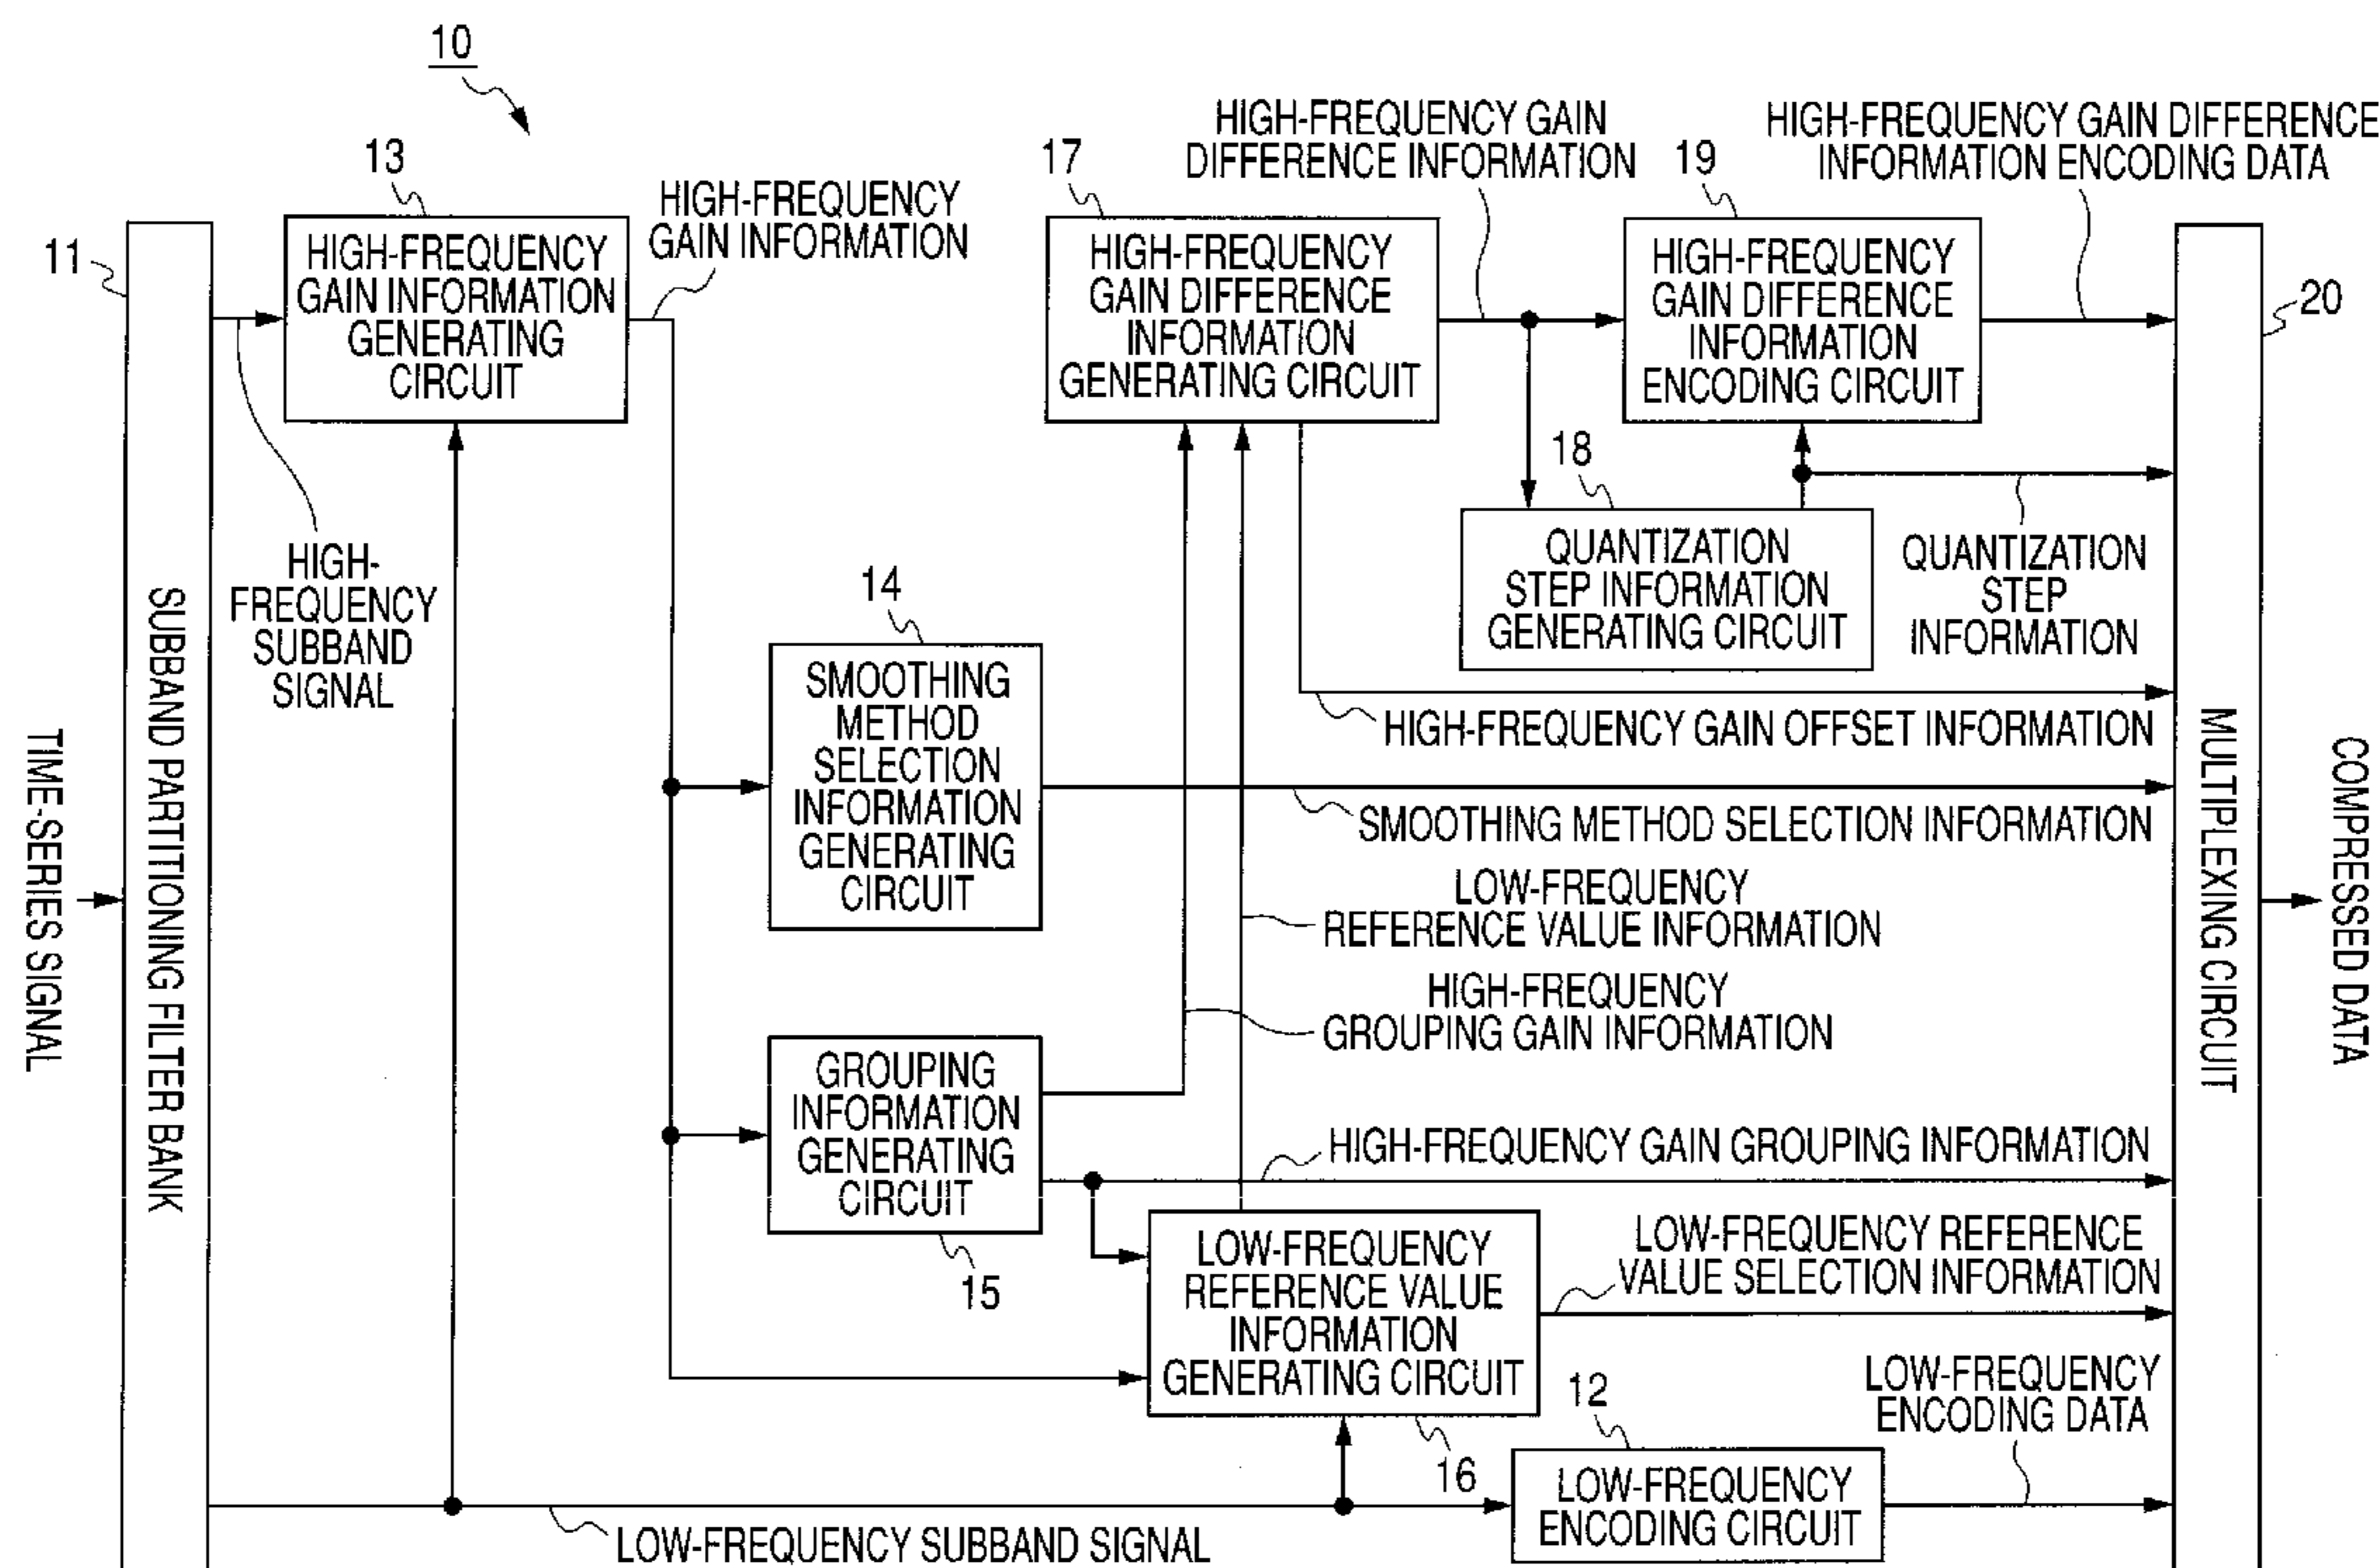 10
13
HIGH-FREQUENCY
GAIN INFORMATION
17
HIGH-FREQUENCY GAIN
DIFFERENCE INFORMATION
19
HIGH-FREQUENCY GAIN DIFFERENCE
INFORMATION ENCODING DATA
11
HIGH-FREQUENCY
GAIN INFORMATION
GENERATING
CIRCUIT
HIGH-FREQUENCY
GAIN DIFFERENCE
INFORMATION
GENERATING CIRCUIT
HIGH-FREQUENCY
GAIN DIFFERENCE
INFORMATION
ENCODING CIRCUIT
20
HIGH-
FREQUENCY
SUBBAND
SIGNAL
18
QUANTIZATION
STEP INFORMATION
GENERATING CIRCUIT
QUANTIZATION
STEP
INFORMATION
14
SMOOTHING
METHOD
SELECTION
INFORMATION
GENERATING
CIRCUIT
HIGH-FREQUENCY GAIN OFFSET INFORMATION
SMOOTHING METHOD SELECTION INFORMATION
TIME-SERIES SIGNAL
SUBBAND PARTITIONING FILTER BANK
MULTIPLEXING CIRCUIT
COMPRESSED DATA
LOW-FREQUENCY
REFERENCE VALUE INFORMATION
HIGH-FREQUENCY
GROUPING GAIN INFORMATION
GROUPING
INFORMATION
GENERATING
CIRCUIT
15
HIGH-FREQUENCY GAIN GROUPING INFORMATION
LOW-FREQUENCY
REFERENCE VALUE
INFORMATION
GENERATING CIRCUIT
16
LOW-FREQUENCY REFERENCE
VALUE SELECTION INFORMATION
12
LOW-FREQUENCY
ENCODING DATA
LOW-FREQUENCY
ENCODING CIRCUIT
LOW-FREQUENCY SUBBAND SIGNAL